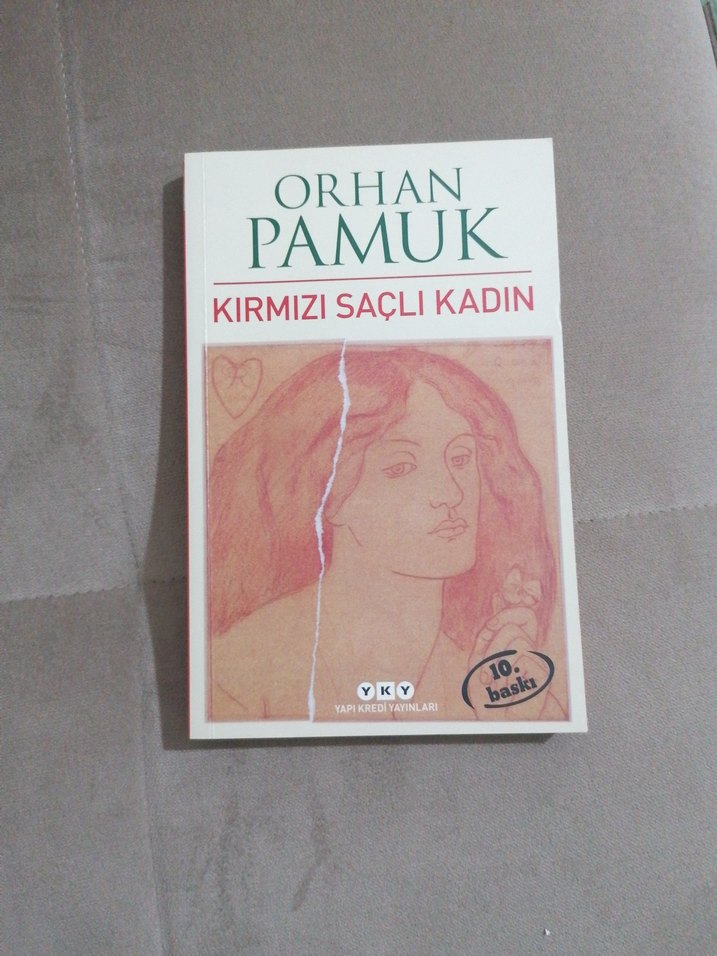 ORHAN
PAMUK
KIRMIZI SAÇLI KADIN
10.
baskı
YKY
YAPI KREDİ YAYINLARI